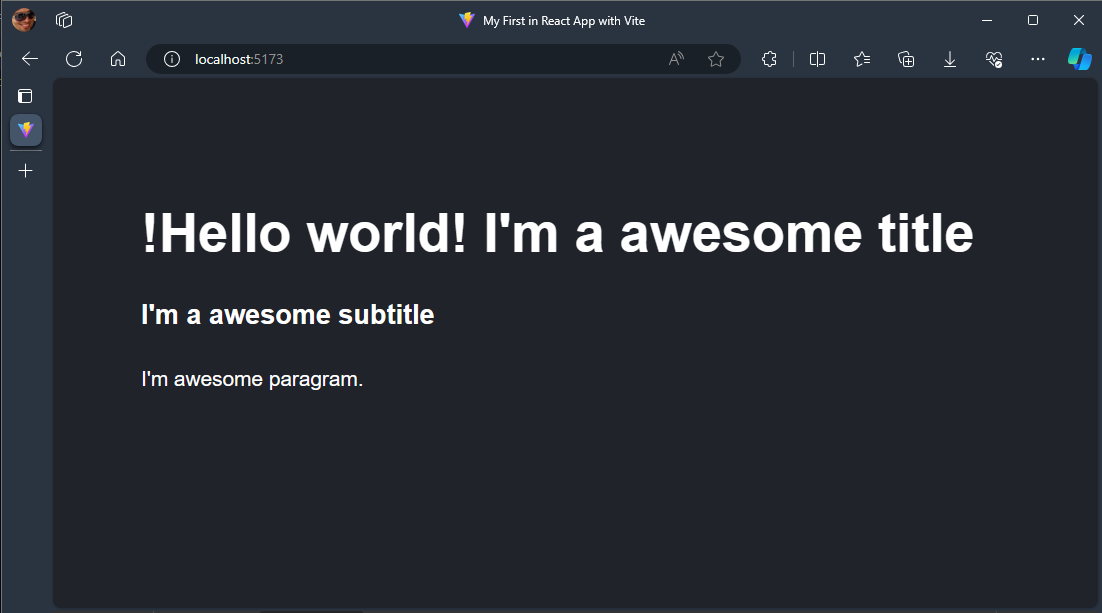 My First in React App with Vite
localhost:5173
!Hello world! I'm a awesome title
I'm a awesome subtitle
I'm awesome paragram.